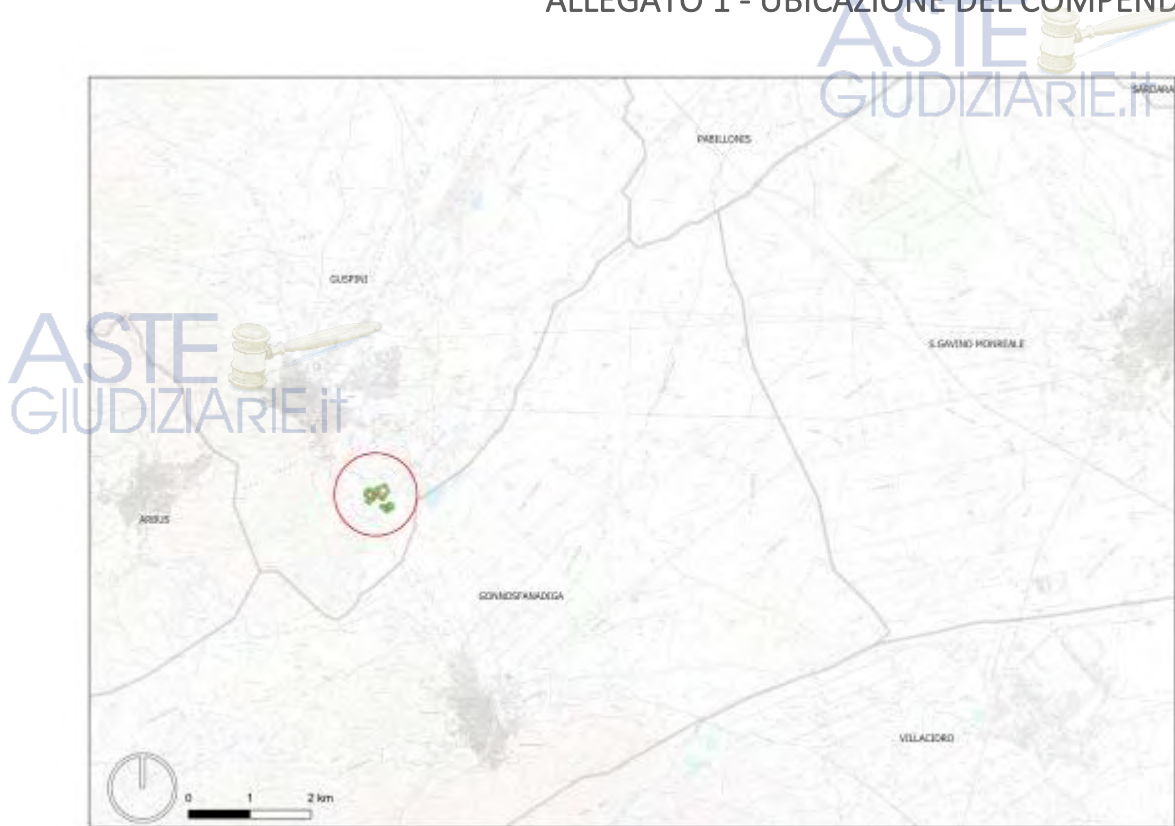 ALLEGATO 1 - UBICAZIONE DEL COMPEND
ASTE
GIUDIZIARIE.it
SARDARA
PABILLONIS
GUSPINI
ASTE
GIUDIZIARIE.it
S.GAVINO MONREALE
ARBUS
GONNOSFANADIGA
VILLACIDRO
0 1 2 km